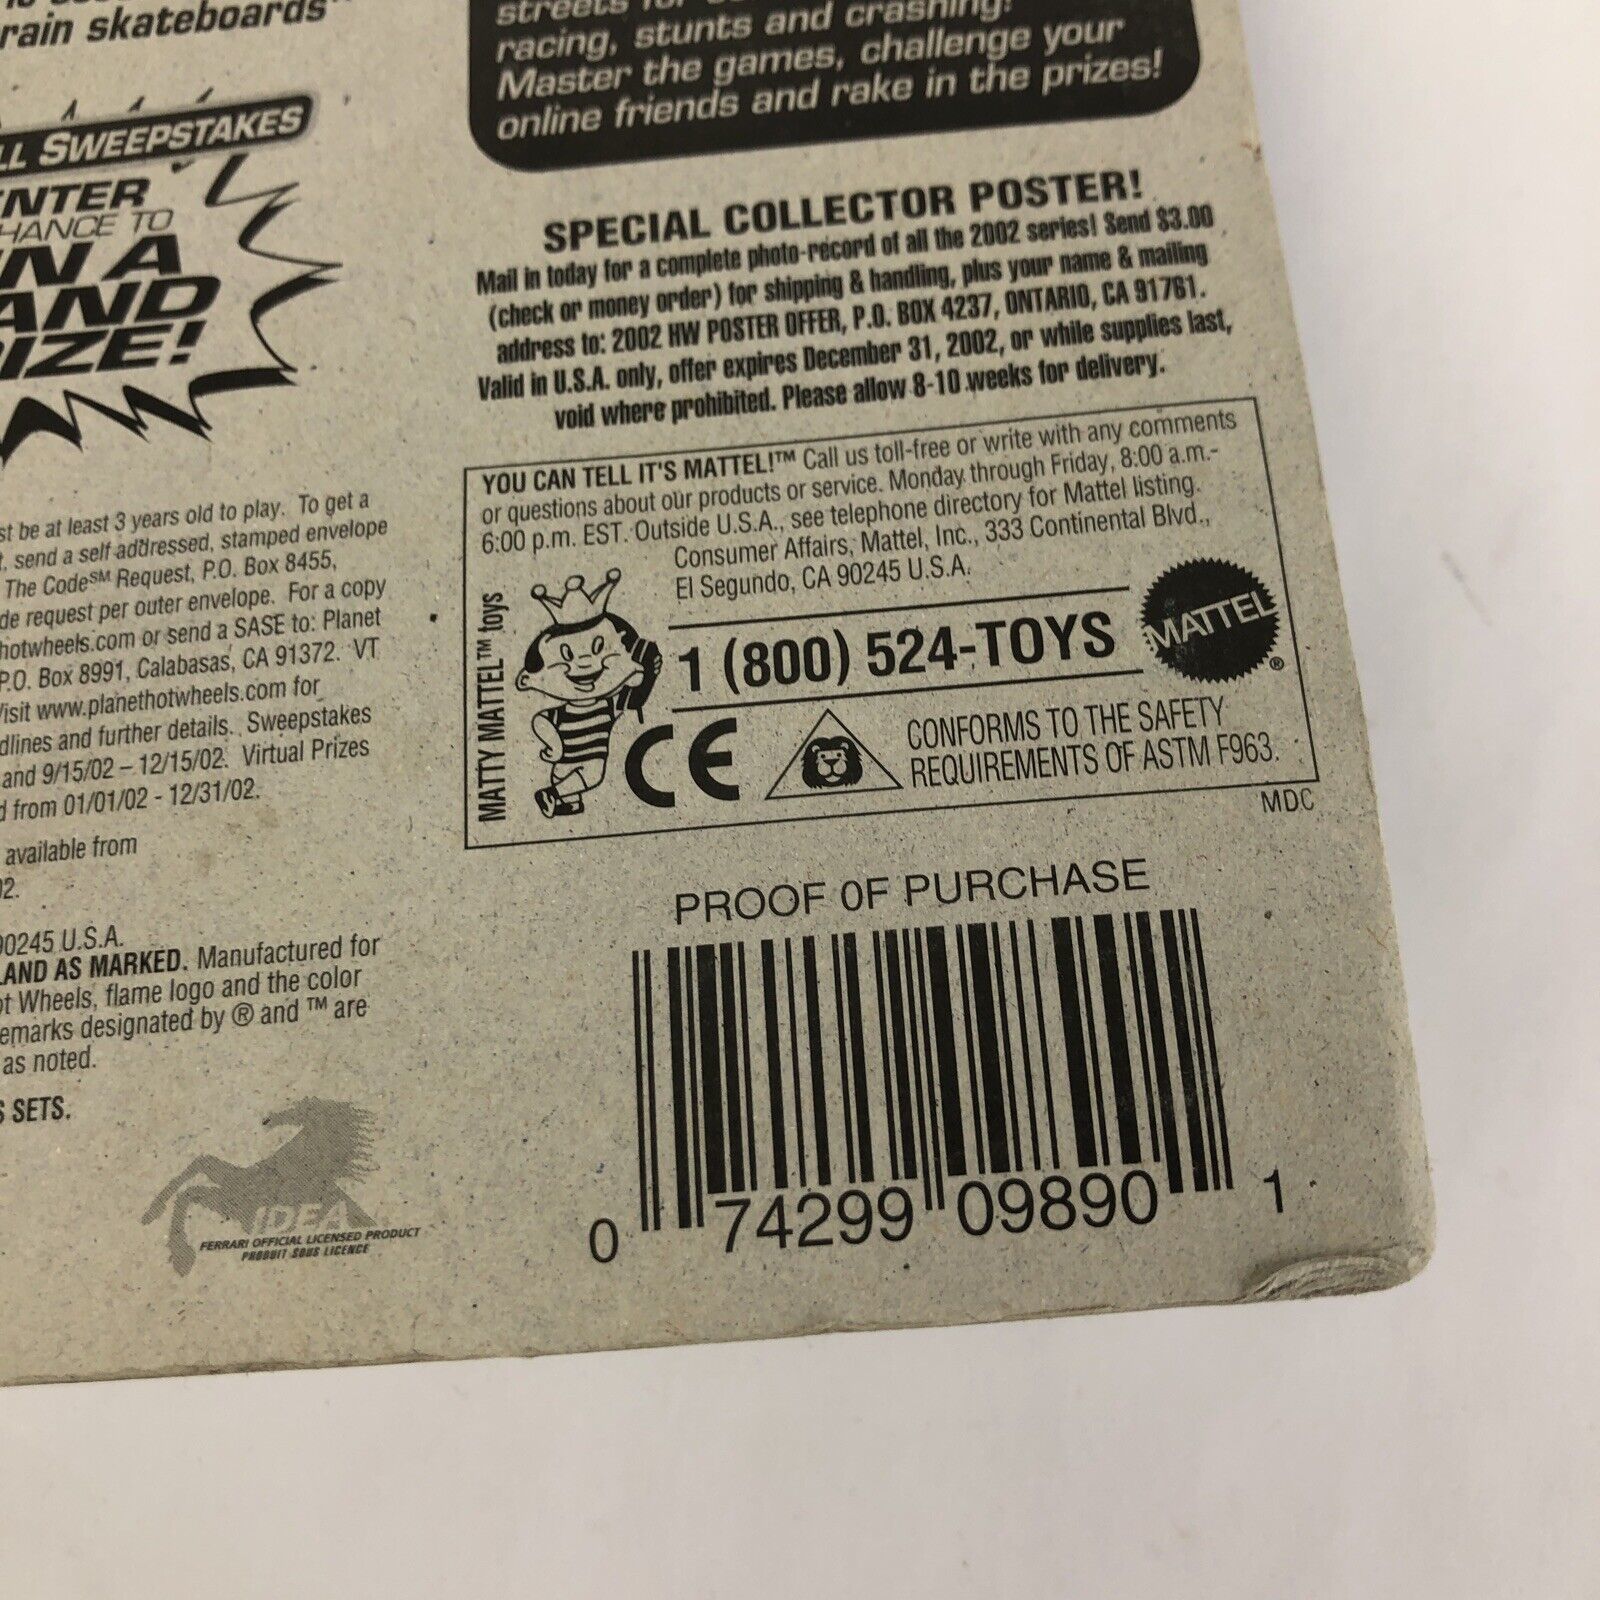 rain skateboards™
SWEEPSTAKES
racing, stunts and crashing!
Master the games, challenge your
online friends and rake in the prizes!
SPECIAL COLLECTOR POSTER!
Mail in today for a complete photo-record of all the 2002 series! Send $3.00
(check or money order) for shipping & handling, plus your name & mailing
address to: 2002 HW POSTER OFFER, P.O. BOX 4237, ONTARIO, CA 91761.
Valid in U.S.A. only, offer expires December 31, 2002, or while supplies last,
void where prohibited. Please allow 8-10 weeks for delivery.
YOU CAN TELL IT'S MATTEL!™ Call us toll-free or write with any comments
or questions about our products or service. Monday through Friday, 8:00 a.m.-
6:00 p.m. EST. Outside U.S.A., see telephone directory for Mattel listing.
Consumer Affairs, Mattel, Inc., 333 Continental Blvd.,
El Segundo, CA 90245 U.S.A.
MATTY MATTEL™ toys
1 (800) 524-TOYS
MATTEL®
CE
CONFORMS TO THE SAFETY
REQUIREMENTS OF ASTM F963.
MDC
PROOF OF PURCHASE
0 74299 09890 1
NTER
HANCE TO
N A
AND
IZE!
st be at least 3 years old to play. To get a
t, send a self-addressed, stamped envelope
The Code℠ Request, P.O. Box 8455,
de request per outer envelope. For a copy
hotwheels.com or send a SASE to: Planet
P.O. Box 8991, Calabasas, CA 91372. VT
Visit www.planethotwheels.com for
dlines and further details. Sweepstakes
and 9/15/02 – 12/15/02. Virtual Prizes
d from 01/01/02 - 12/31/02.
available from
02.
90245 U.S.A.
LAND AS MARKED. Manufactured for
ot Wheels, flame logo and the color
emarks designated by ® and ™ are
as noted.
S SETS.
IDEA
FERRARI OFFICIAL LICENSED PRODUCT
PRODUIT SOUS LICENCE